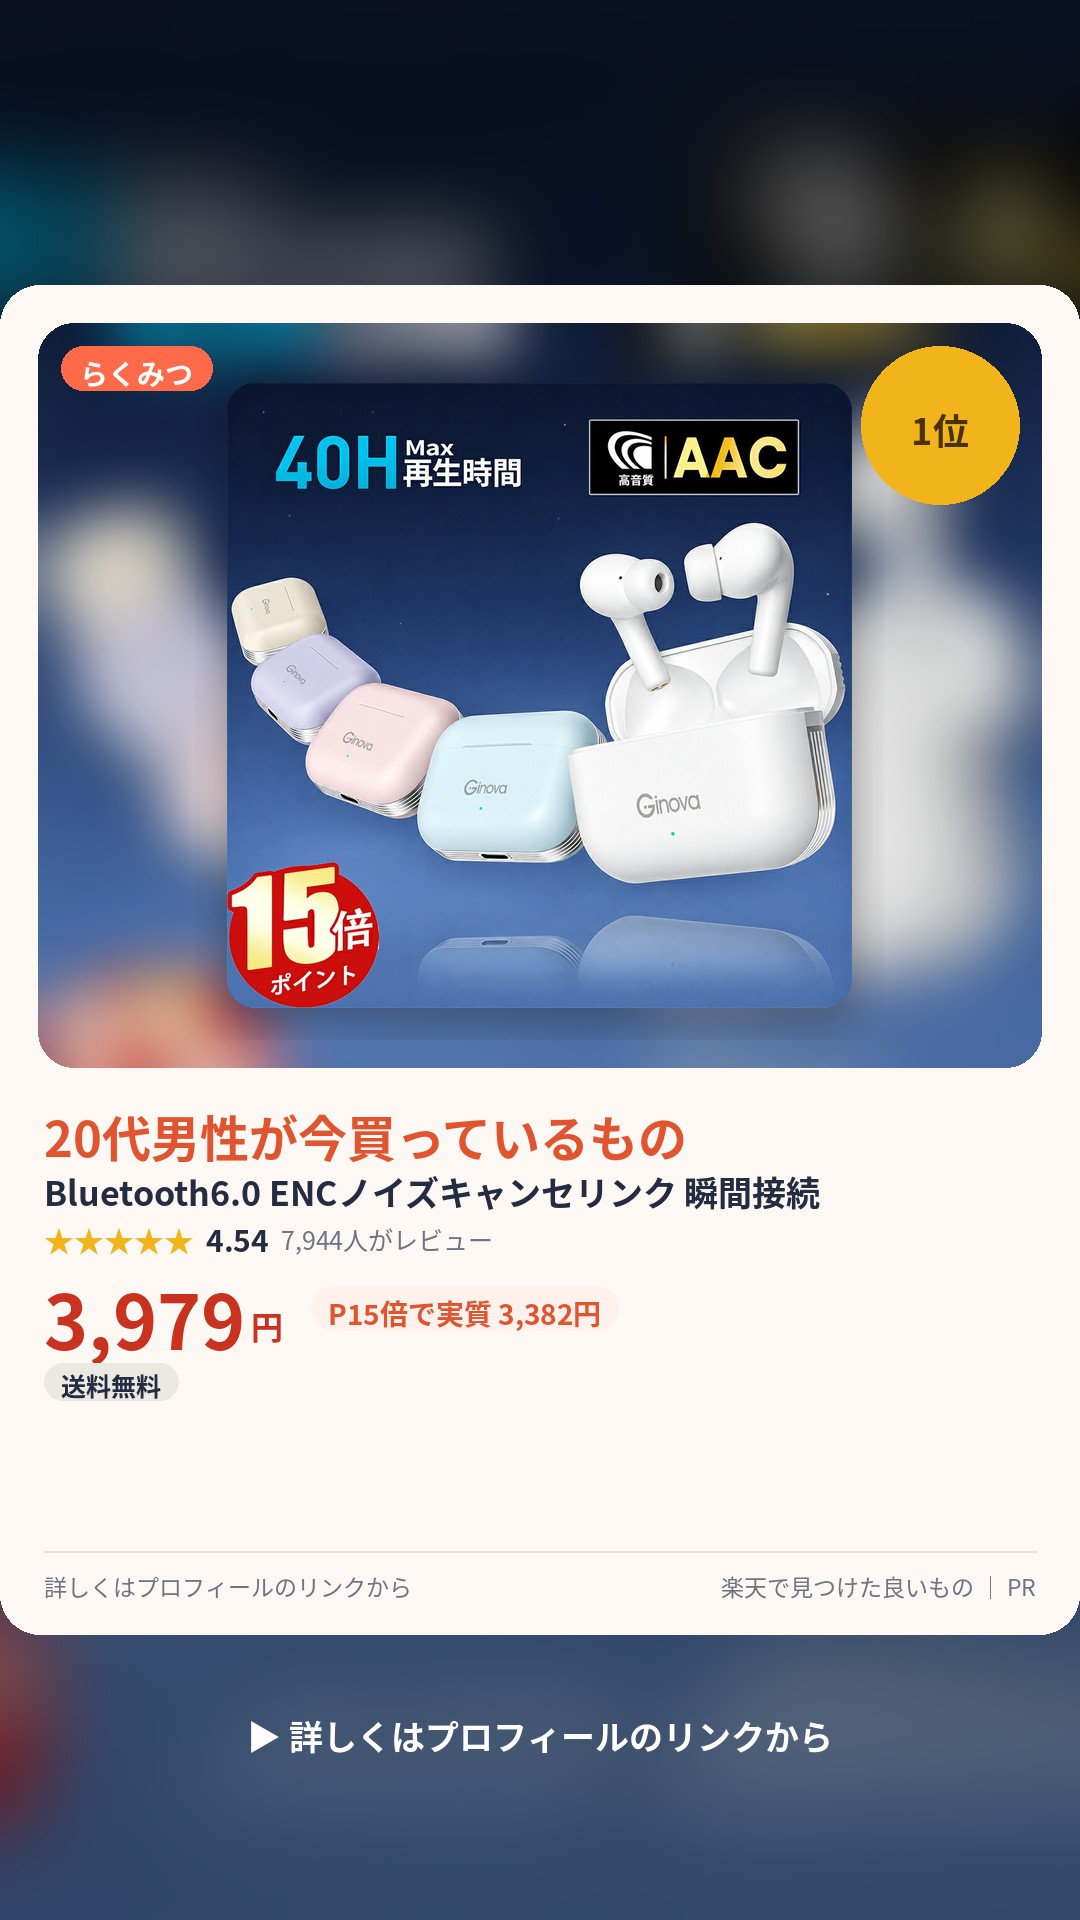 らくみつ
1位
40H Max 再生時間
高音質 AAC
Ginova
Ginova
Ginova
Ginova
Ginova
15倍
ポイント
20代男性が今買っているもの
Bluetooth6.0 ENCノイズキャンセリンク 瞬間接続
★★★★★ 4.54 7,944人がレビュー
3,979円 P15倍で実質 3,382円
送料無料
詳しくはプロフィールのリンクから
楽天で見つけた良いもの｜PR
▶ 詳しくはプロフィールのリンクから